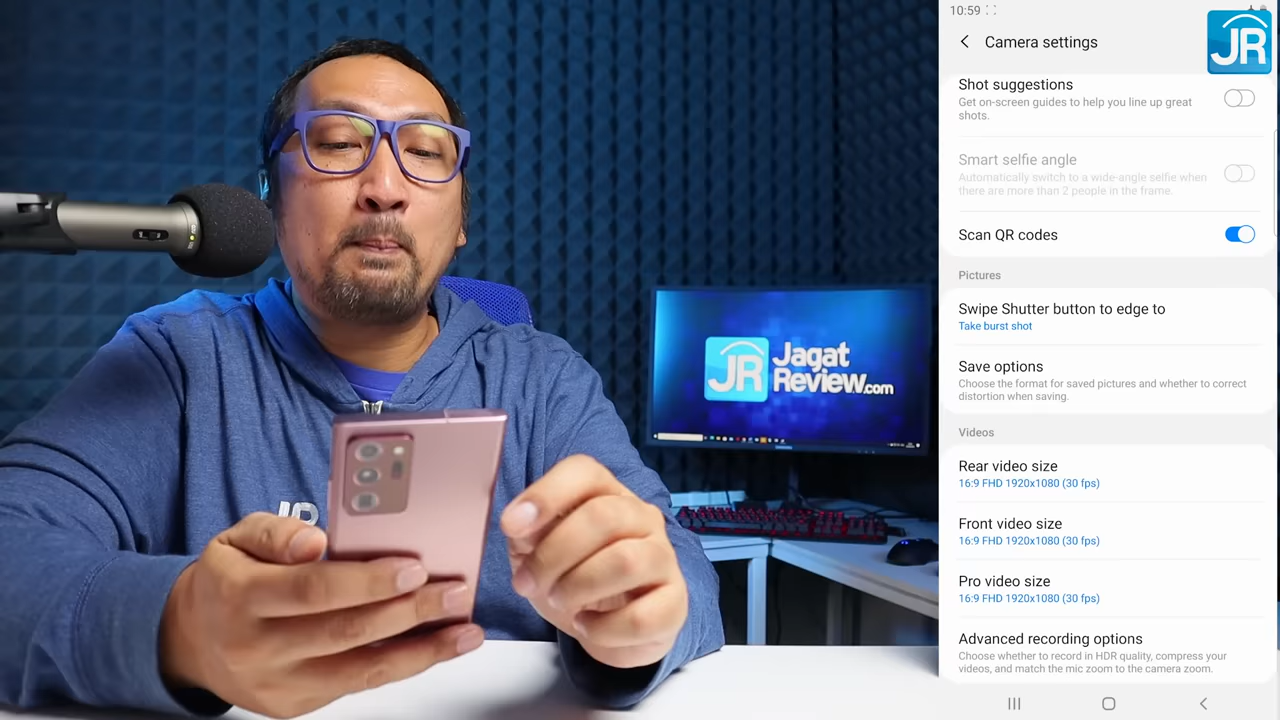 10:59
Camera settings
JR
Shot suggestions
Get on-screen guides to help you line up great
shots.
Smart selfie angle
Automatically switch to a wide-angle selfie when
there are more than 2 people in the frame.
Scan QR codes
Pictures
Swipe Shutter button to edge to
Take burst shot
Save options
Choose the format for saved pictures and whether to correct
distortion when saving.
Videos
Rear video size
16:9 FHD 1920x1080 (30 fps)
Front video size
16:9 FHD 1920x1080 (30 fps)
Pro video size
16:9 FHD 1920x1080 (30 fps)
Advanced recording options
Choose whether to record in HDR quality, compress your
videos, and match the mic zoom to the camera zoom.
JR Jagat
Review.com
JR